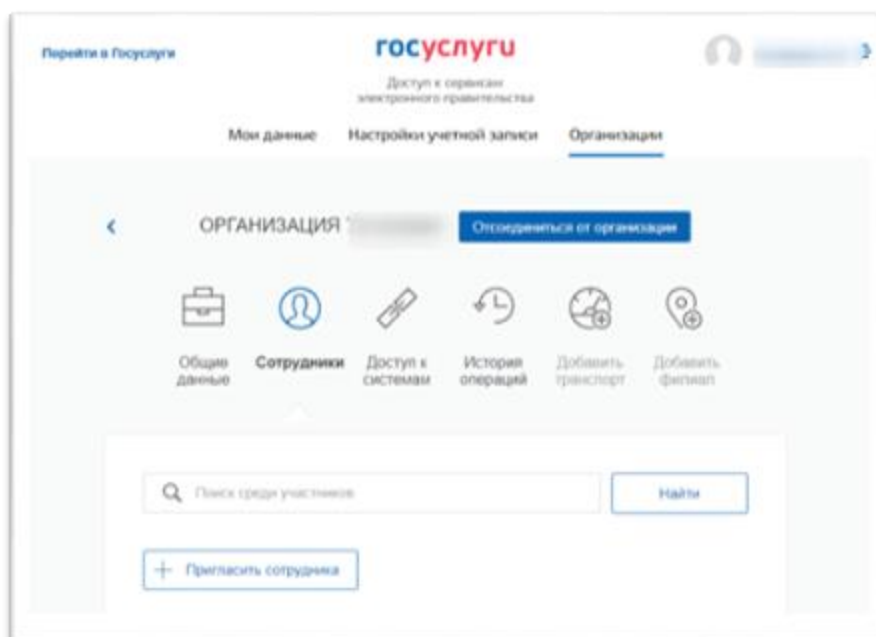 Перейти в Госуслуги
госуслуги
Доступ к сервисам
электронного правительства
Мои данные Настройки учетной записи Организации
ОРГАНИЗАЦИЯ
Отсоединиться от организации
Общие
данные
Сотрудники
Доступ к
системам
История
операций
Добавить
транспорт
Добавить
филиал
Поиск среди участников
Найти
Пригласить сотрудника